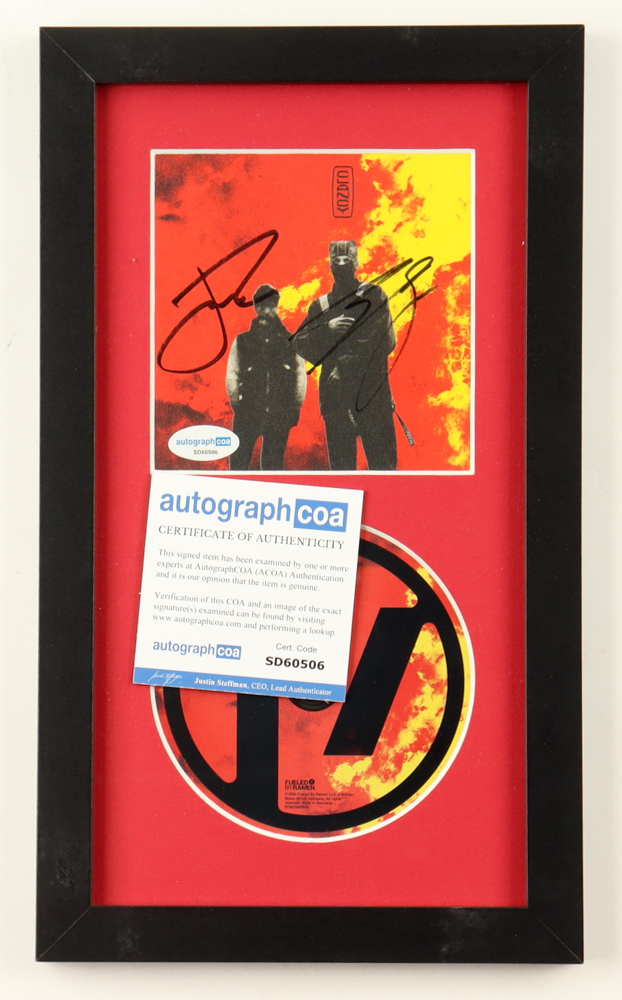 CLANCY
autographcoa
SD60506
autographcoa
CERTIFICATE OF AUTHENTICITY
This signed item has been examined by one or more
experts at AutographCOA (ACOA) Authentication
and it is our opinion that the item is genuine.
Verification of this COA and an image of the exact
signature(s) examined can be found by visiting
www.autographcoa.com and performing a lookup.
autographcoa
Cert. Code
SD60506
Justin Steffman, CEO, Lead Authenticator
FUELED
BY RAMEN